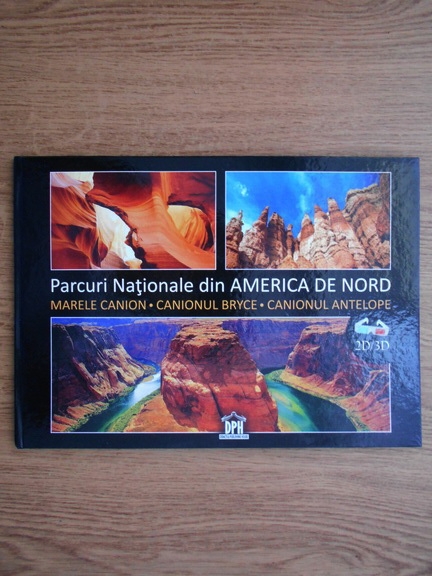 Parcuri Naţionale din AMERICA DE NORD
MARELE CANION • CANIONUL BRYCE • CANIONUL ANTELOPE
2D/3D
DPH